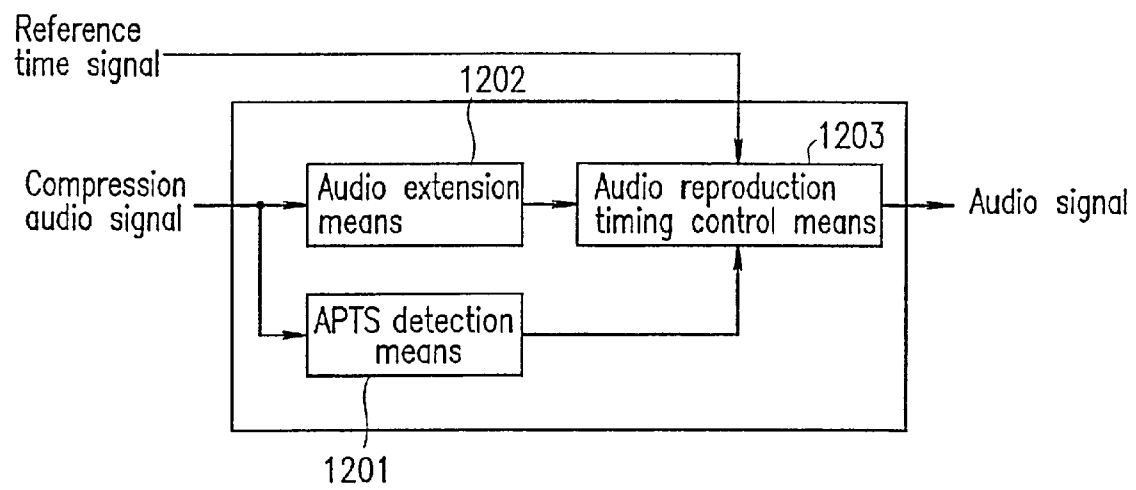 Reference
time signal
1202
1203
Compression
audio signal
Audio extension
means
Audio reproduction
timing control means
Audio signal
APTS detection
means
1201